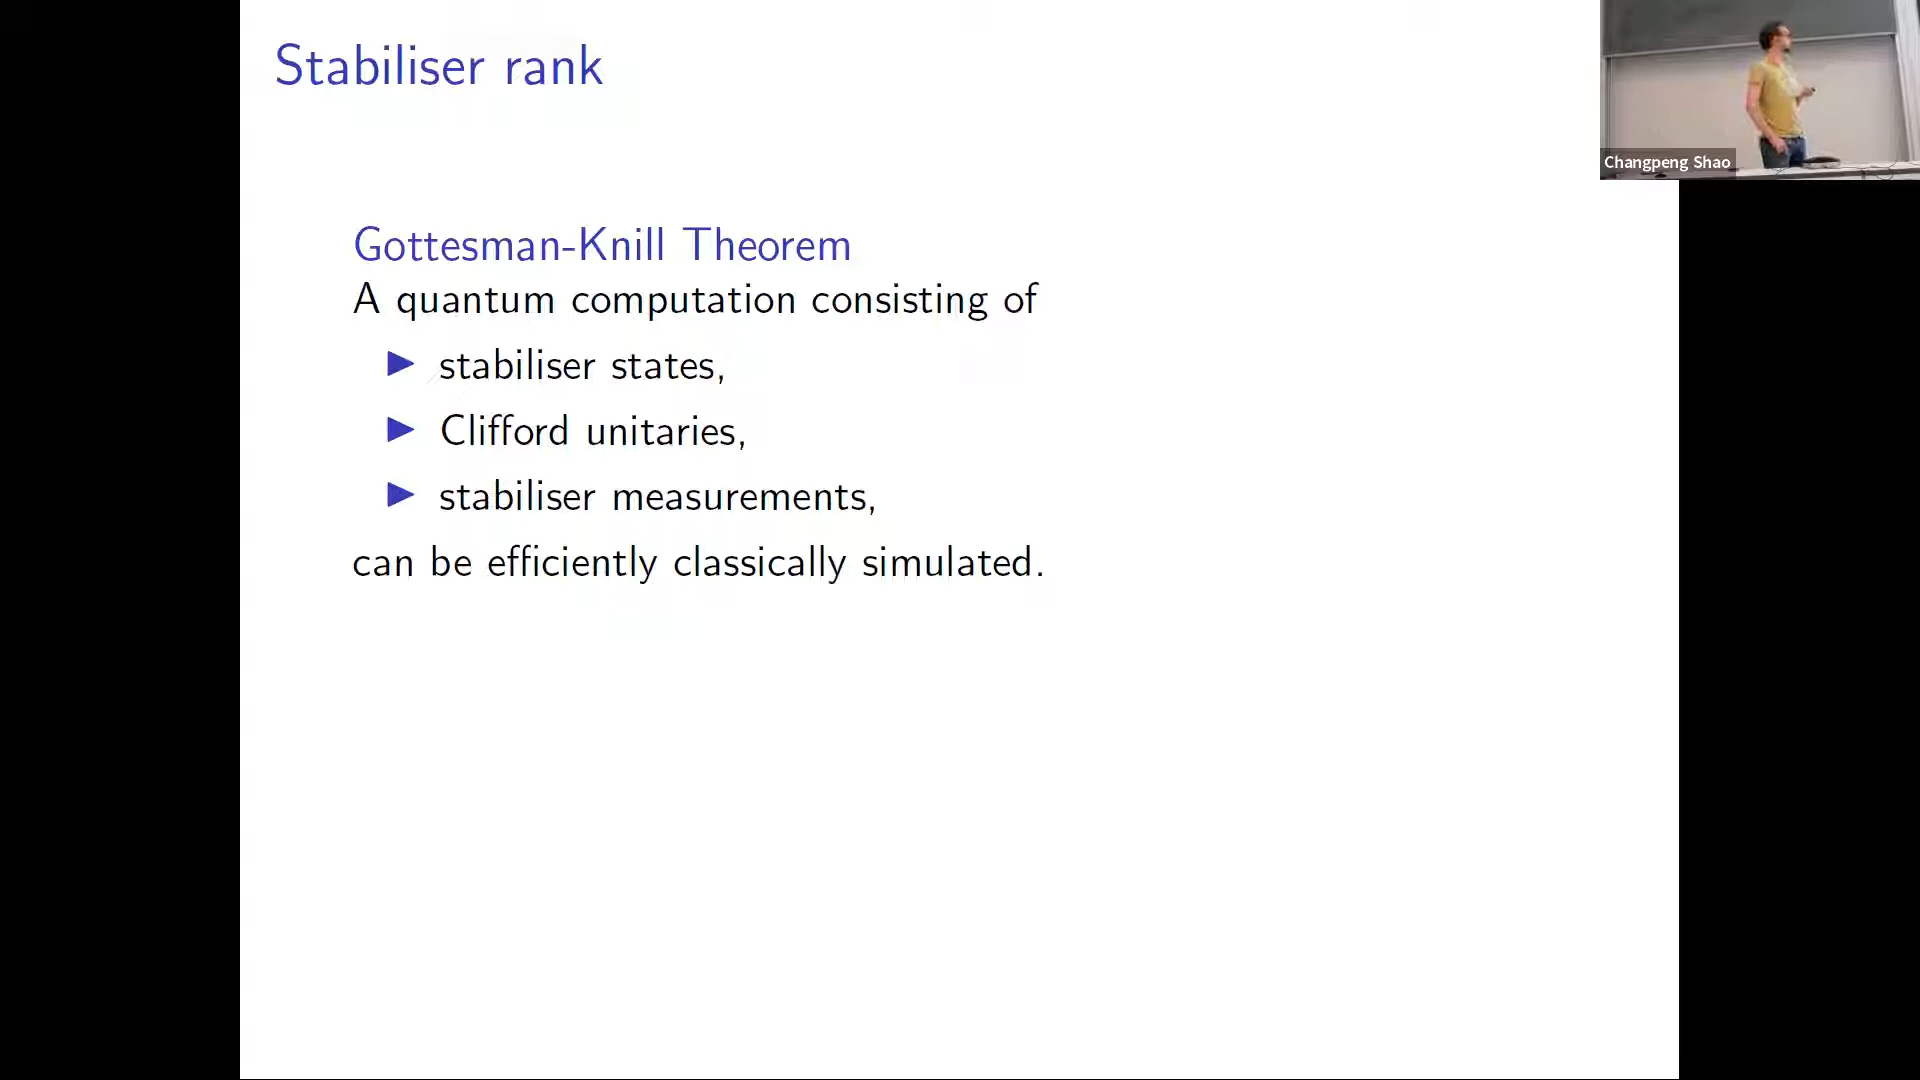 Stabiliser rank
Changpeng Shao
Gottesman-Knill Theorem
A quantum computation consisting of
▶ stabiliser states,
▶ Clifford unitaries,
▶ stabiliser measurements,
can be efficiently classically simulated.